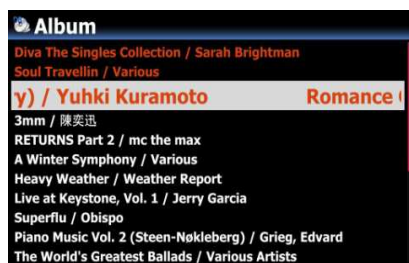 Album
Diva The Singles Collection / Sarah Brightman
Soul Travellin / Various
y) / Yuhki Kuramoto Romance (
3mm / 陳奕迅
RETURNS Part 2 / mc the max
A Winter Symphony / Various
Heavy Weather / Weather Report
Live at Keystone, Vol. 1 / Jerry Garcia
Superflu / Obispo
Piano Music Vol. 2 (Steen-Nøkleberg) / Grieg, Edvard
The World's Greatest Ballads / Various Artists